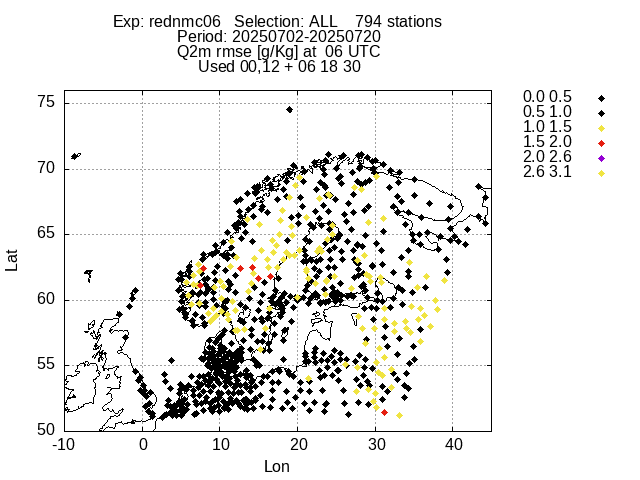 Exp: rednmc06   Selection: ALL    794 stations
Period: 20250702-20250720
Q2m rmse [g/Kg] at  06 UTC
Used 00,12 + 06 18 30
0.0 0.5
0.5 1.0
1.0 1.5
1.5 2.0
2.0 2.6
2.6 3.1
75
70
65
60
55
50
Lat
-10 0 10 20 30 40
Lon